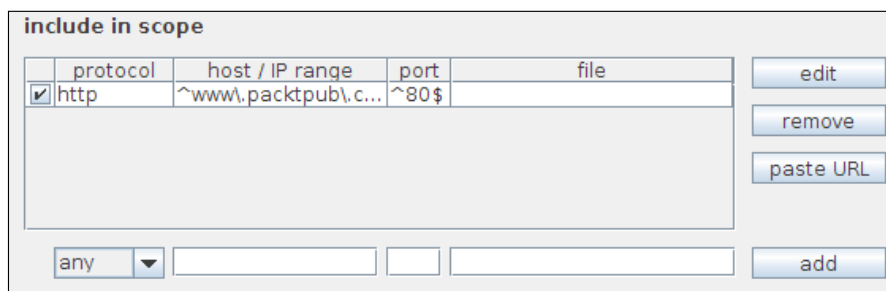 include in scope
protocol host / IP range port file
http ^www\.packtpub\.c... ^80$
edit
remove
paste URL
any
add